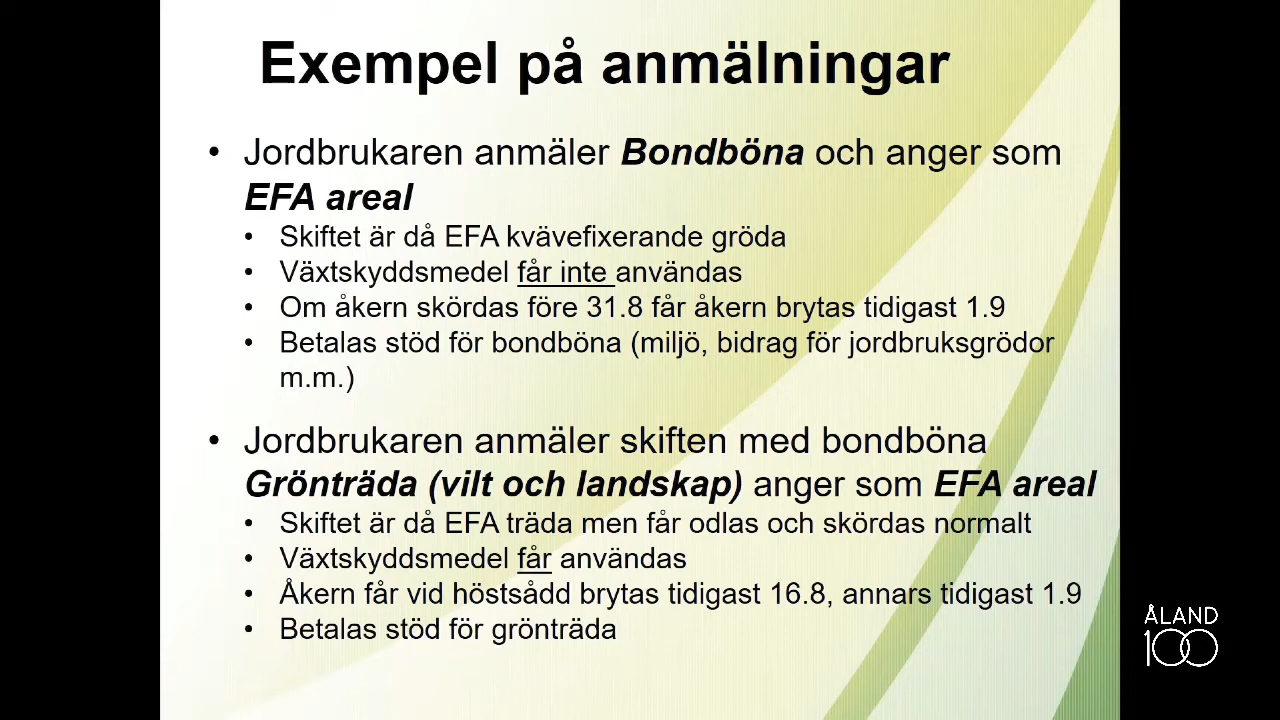 Exempel på anmälningar
• Jordbrukaren anmäler Bondböna och anger som
EFA areal
• Skiftet är då EFA kvävefixerande gröda
• Växtskyddsmedel får inte användas
• Om åkern skördas före 31.8 får åkern brytas tidigast 1.9
• Betalas stöd för bondböna (miljö, bidrag för jordbruksgrödor
m.m.)
• Jordbrukaren anmäler skiften med bondböna
Grönträda (vilt och landskap) anger som EFA areal
• Skiftet är då EFA träda men får odlas och skördas normalt
• Växtskyddsmedel får användas
• Åkern får vid höstsådd brytas tidigast 16.8, annars tidigast 1.9
• Betalas stöd för grönträda
ÅLAND
100